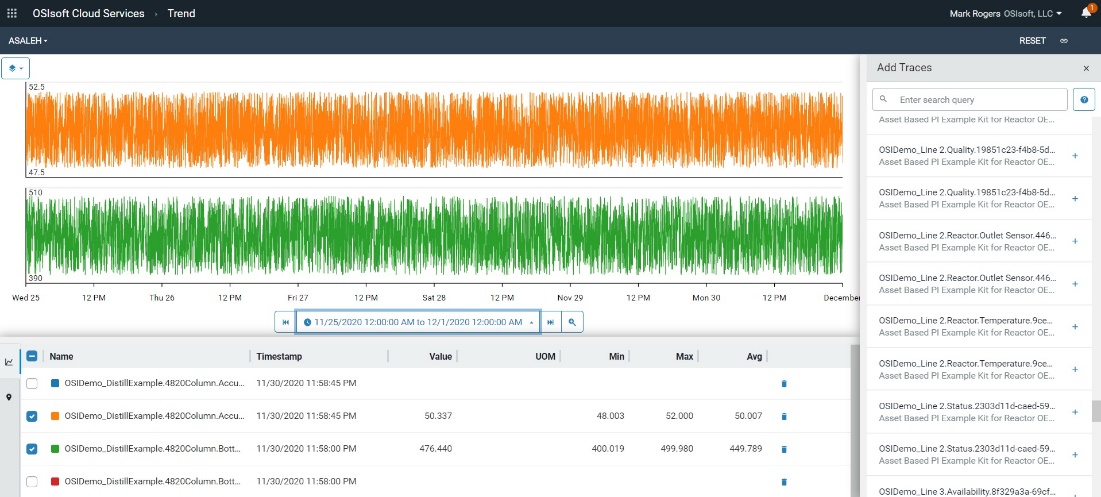 OSIsoft Cloud Services › Trend
Mark Rogers OSIsoft, LLC
1
ASALEH
RESET
52.5
47.5
510
390
Wed 25 12 PM Thu 26 12 PM Fri 27 12 PM Sat 28 12 PM Nov 29 12 PM Mon 30 12 PM December
11/25/2020 12:00:00 AM to 12/1/2020 12:00:00 AM
Name Timestamp Value UOM Min Max Avg
OSIDemo_DistillExample.4820Column.Accu... 11/30/2020 11:58:45 PM
OSIDemo_DistillExample.4820Column.Accu... 11/30/2020 11:58:45 PM 50.337 48.003 52.000 50.007
OSIDemo_DistillExample.4820Column.Bott... 11/30/2020 11:58:00 PM 476.440 400.019 499.980 449.789
OSIDemo_DistillExample.4820Column.Bott... 11/30/2020 11:58:00 PM
Add Traces ×
Enter search query
Asset Based PI Example Kit for Reactor OE...
OSIDemo_Line 2.Quality.19851c23-f4b8-5d...
Asset Based PI Example Kit for Reactor OE...
OSIDemo_Line 2.Quality.19851c23-f4b8-5d...
Asset Based PI Example Kit for Reactor OE...
OSIDemo_Line 2.Reactor.Outlet Sensor.446...
Asset Based PI Example Kit for Reactor OE...
OSIDemo_Line 2.Reactor.Outlet Sensor.446...
Asset Based PI Example Kit for Reactor OE...
OSIDemo_Line 2.Reactor.Temperature.9ce...
Asset Based PI Example Kit for Reactor OE...
OSIDemo_Line 2.Reactor.Temperature.9ce...
Asset Based PI Example Kit for Reactor OE...
OSIDemo_Line 2.Status.2303d11d-caed-59...
Asset Based PI Example Kit for Reactor OE...
OSIDemo_Line 2.Status.2303d11d-caed-59...
Asset Based PI Example Kit for Reactor OE...
OSIDemo_Line 3.Availability.8f329a3a-69cf...